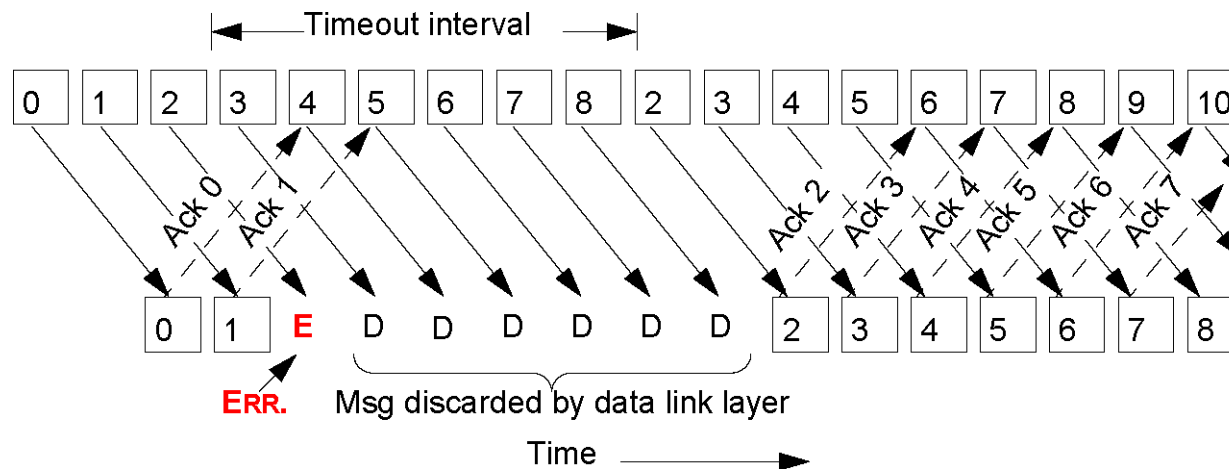 Timeout interval
0 1 2 3 4 5 6 7 8 2 3 4 5 6 7 8 9 10
Ack 0 Ack 1 Ack 2 Ack 3 Ack 4 Ack 5 Ack 6 Ack 7
0 1 E D D D D D D 2 3 4 5 6 7 8
ERR. Msg discarded by data link layer
Time